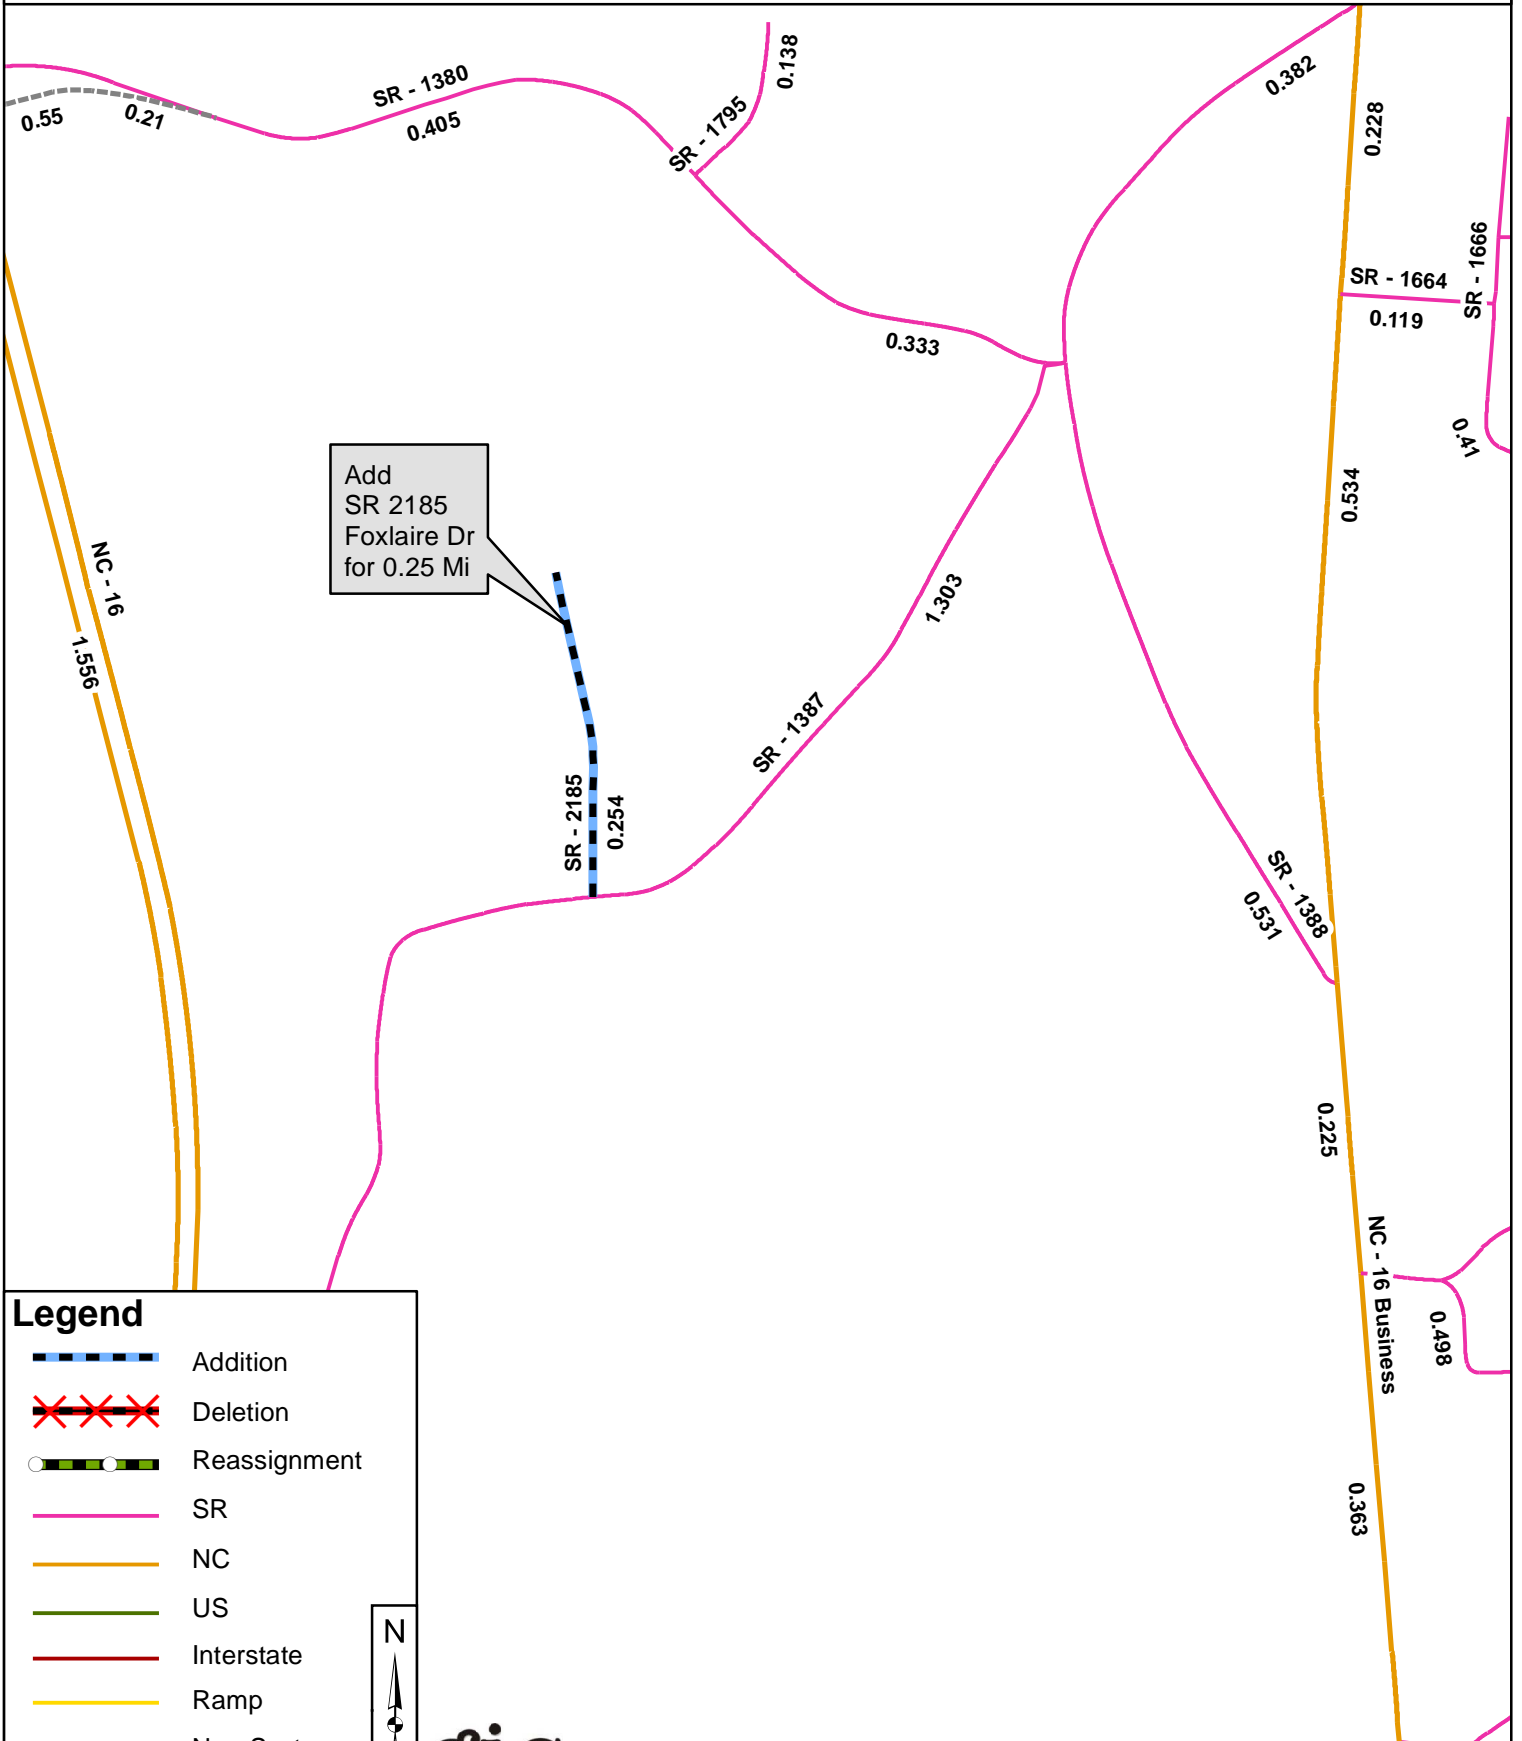 0.138
0.382
SR - 1380
0.55
0.21
0.405
SR - 1795
0.228
SR - 1666
SR - 1664
0.119
0.333
0.41
Add
SR 2185
Foxlaire Dr
for 0.25 Mi
0.534
NC - 16
1.556
1.303
SR - 1387
SR - 2185
0.254
SR - 1388
0.531
0.225
NC - 16 Business
0.498
0.363
Legend
Addition
Deletion
Reassignment
SR
NC
US
Interstate
Ramp
N